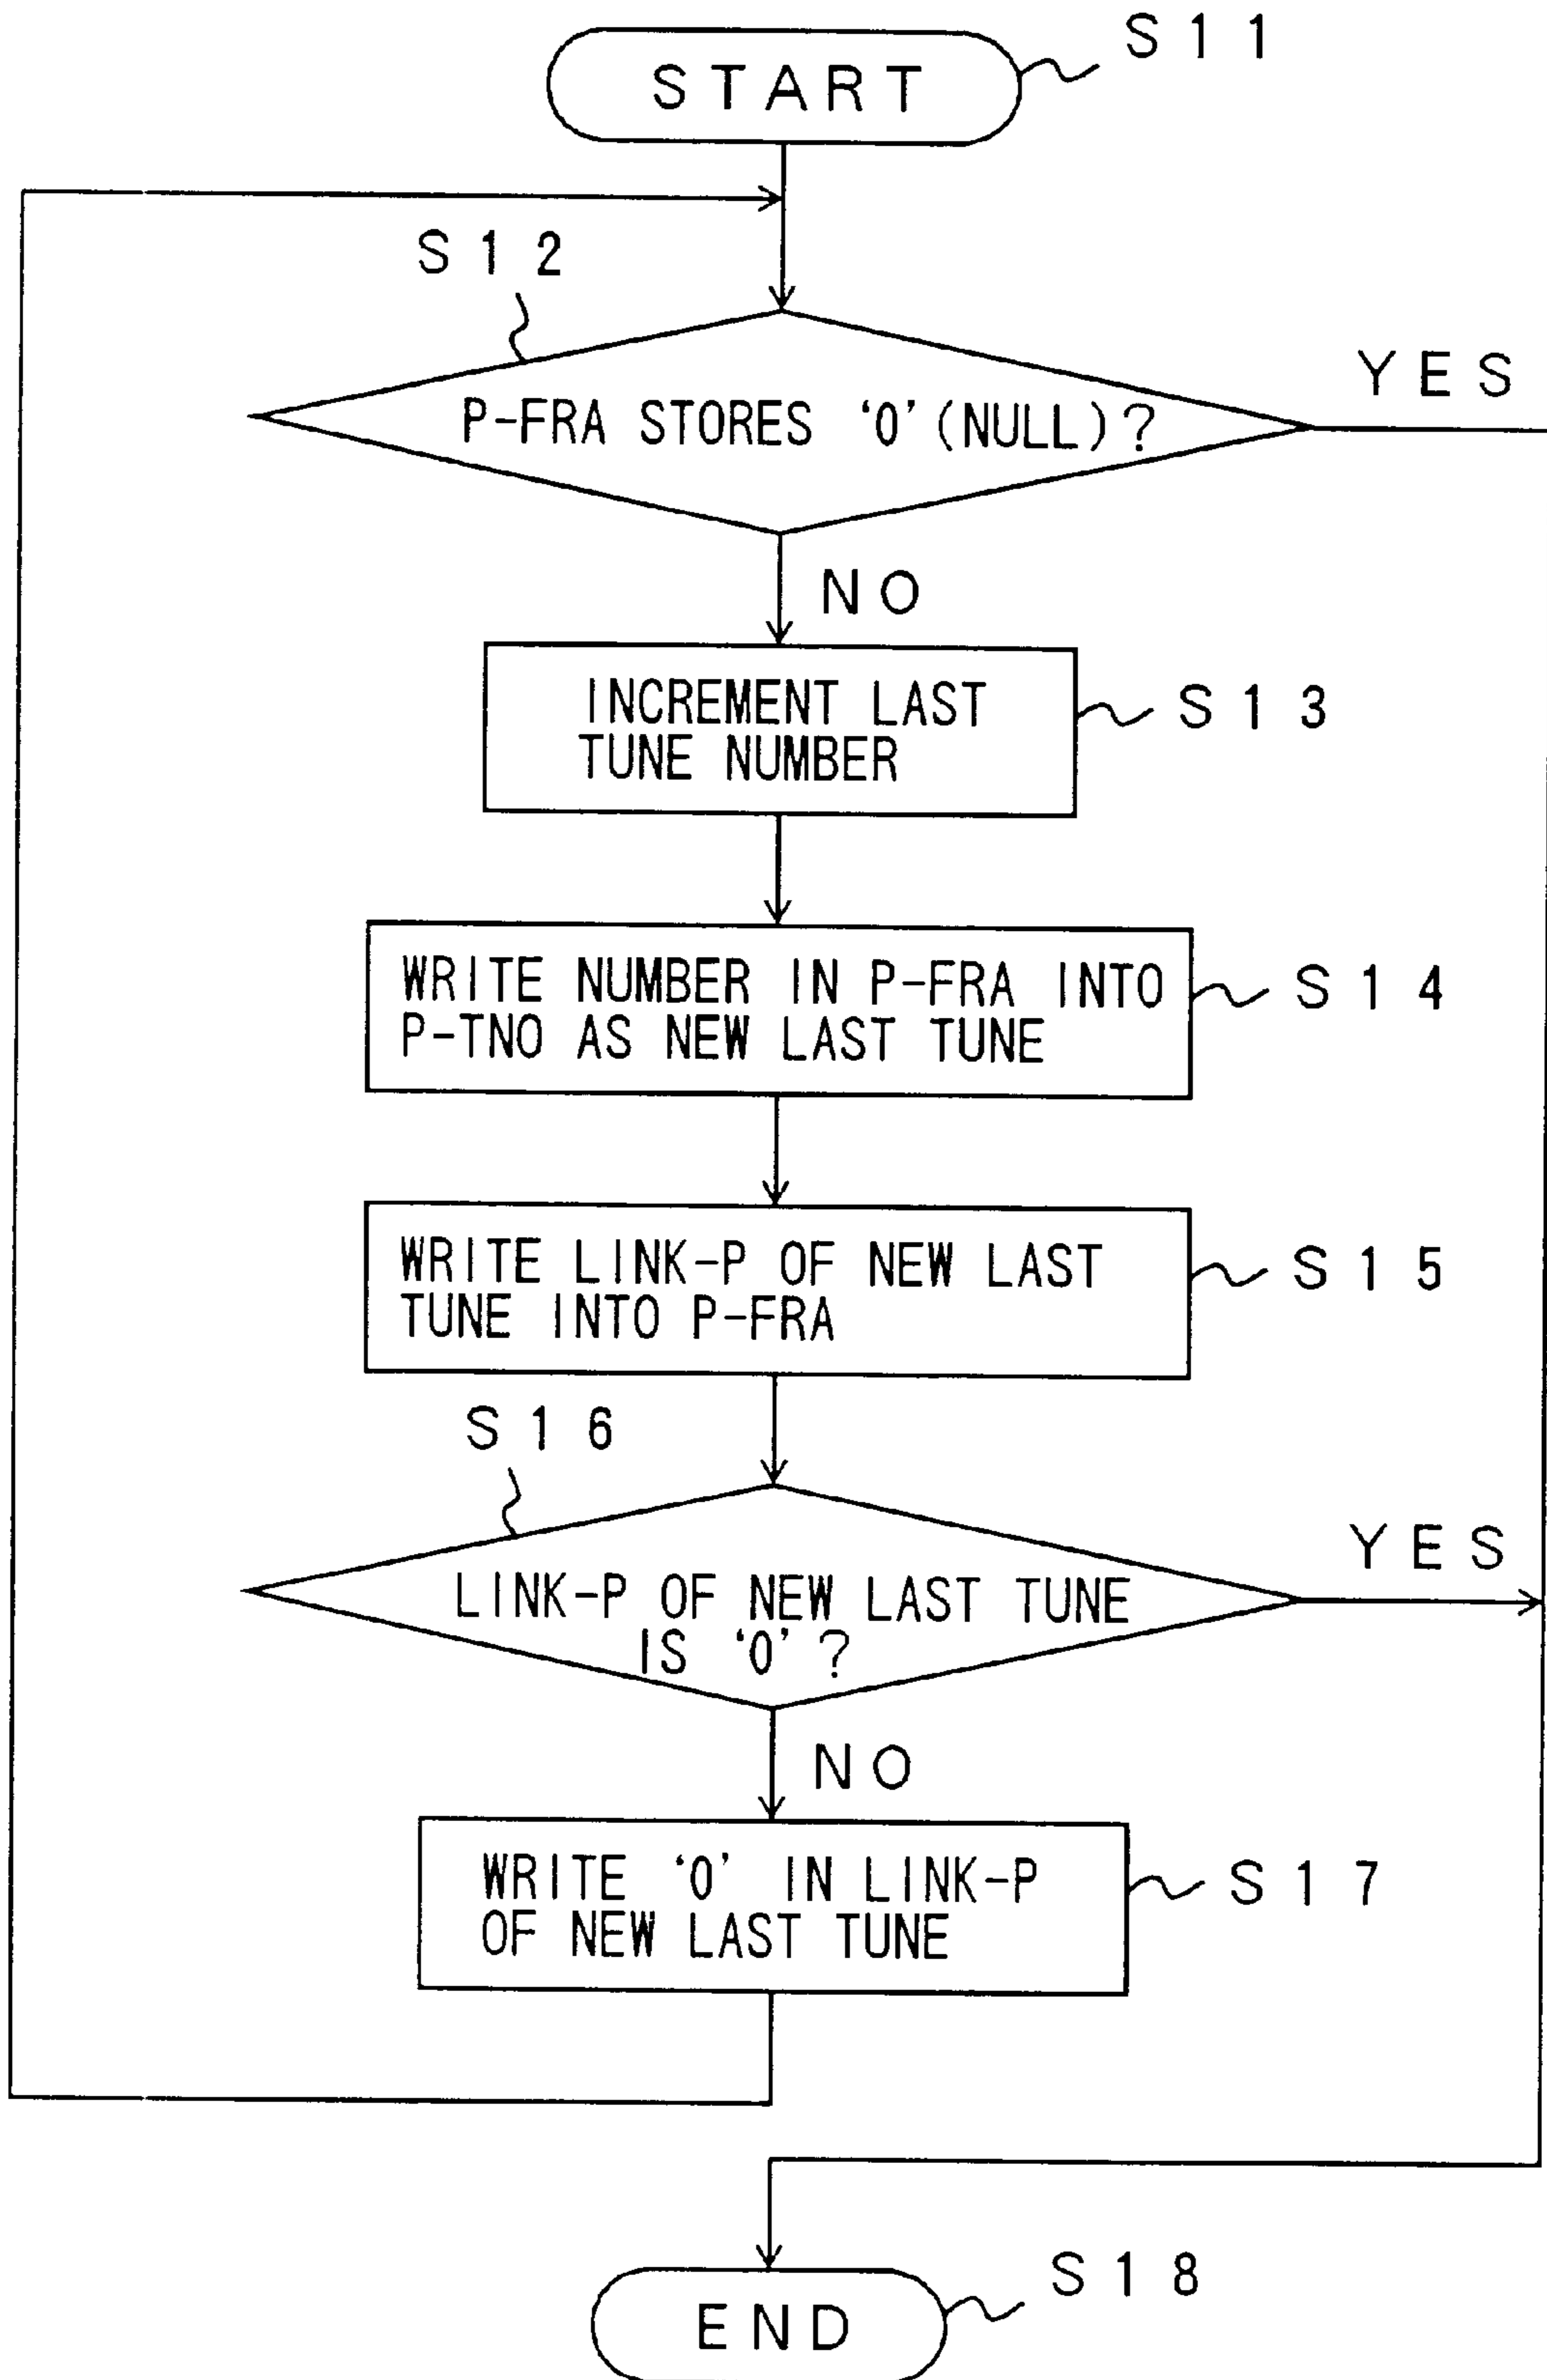 START
S11
S12
YES
P-FRA STORES ‘0’(NULL)?
NO
INCREMENT LAST
TUNE NUMBER
S13
WRITE NUMBER IN P-FRA INTO
P-TNO AS NEW LAST TUNE
S14
WRITE LINK-P OF NEW LAST
TUNE INTO P-FRA
S15
S16
YES
LINK-P OF NEW LAST TUNE
IS ‘0’?
NO
WRITE ‘0’ IN LINK-P
OF NEW LAST TUNE
S17
END
S18